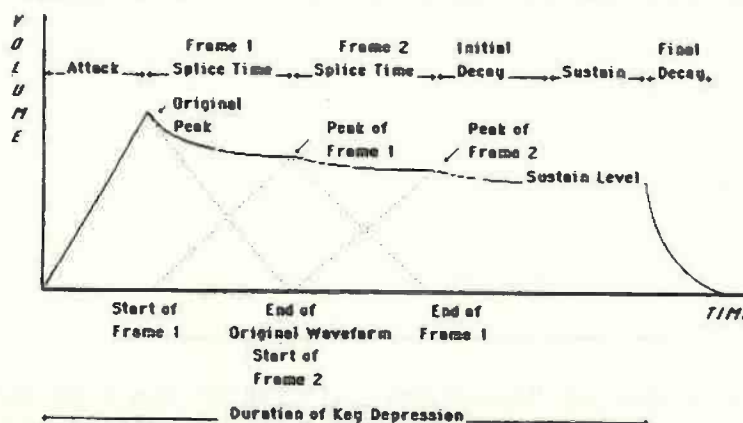 VOLUME
Attack
Frame 1
Splice Time
Frame 2
Splice Time
Initial
Decay
Sustain
Final
Decay
Original
Peak
Peak of
Frame 1
Peak of
Frame 2
Sustain Level
Start of
Frame 1
End of
Original Waveform
Start of
Frame 2
End of
Frame 1
TIME
Duration of Key Depression